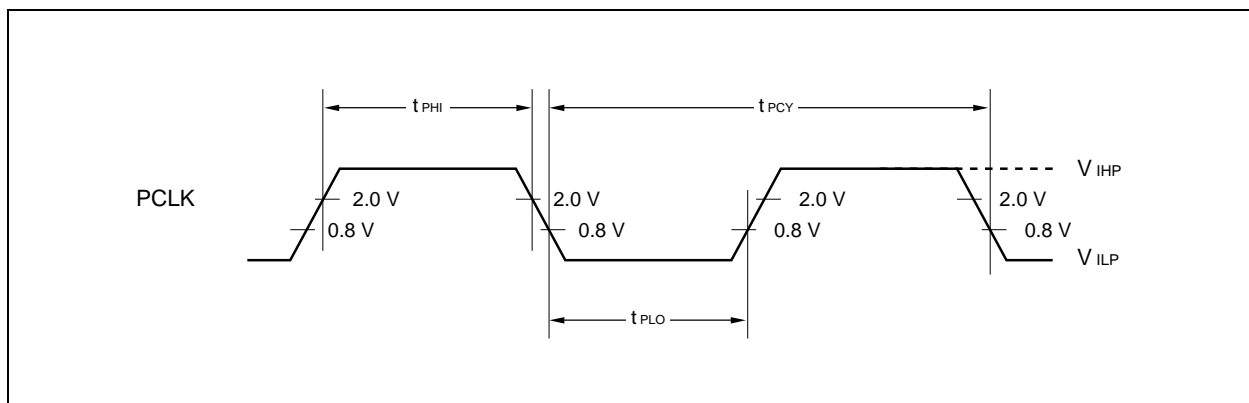 t PHI
t PCY
V IHP
PCLK
2.0 V
2.0 V
2.0 V
2.0 V
0.8 V
0.8 V
0.8 V
0.8 V
V ILP
t PLO